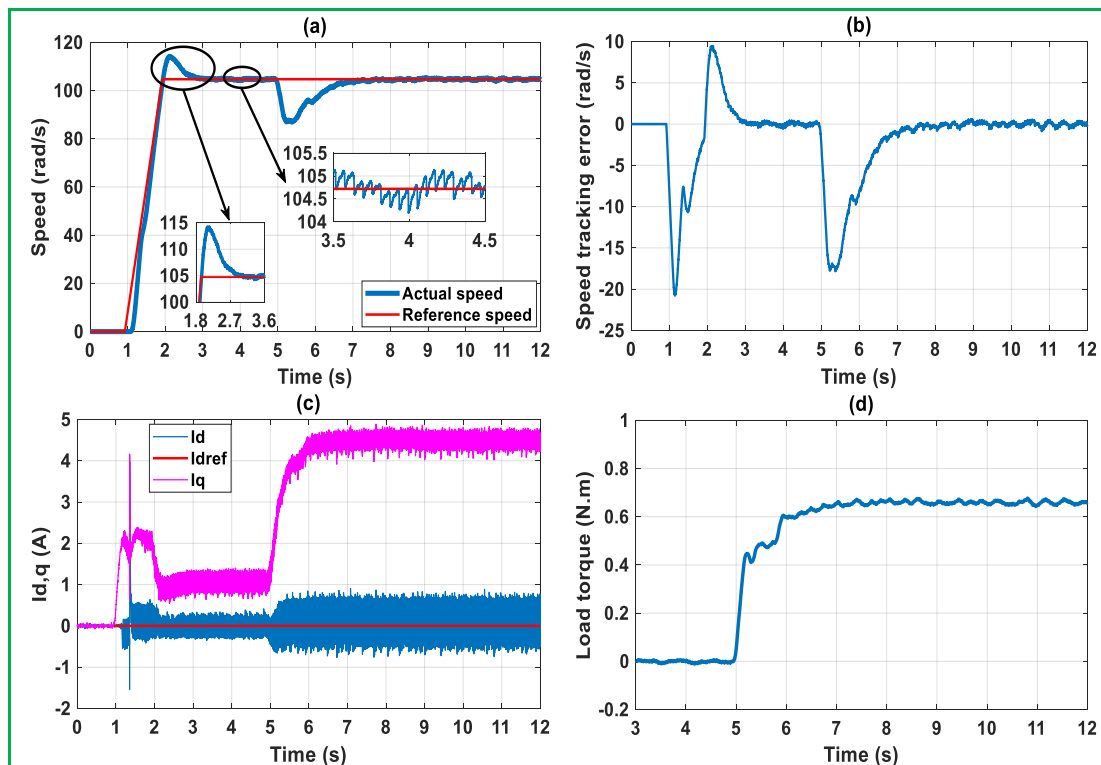 (a)
Speed (rad/s)
120
100
80
60
40
20
0
105.5
105
104.5
104
3.5 4 4.5
115
110
105
100
1.8 2.7 3.6
Actual speed
Reference speed
0 1 2 3 4 5 6 7 8 9 10 11 12
Time (s)
(b)
Speed tracking error (rad/s)
10
5
0
-5
-10
-15
-20
-25
0 1 2 3 4 5 6 7 8 9 10 11 12
Time (s)
(c)
Id,q (A)
5
4
3
2
1
0
-1
-2
Id
Idref
Iq
0 1 2 3 4 5 6 7 8 9 10 11 12
Time (s)
(d)
Load torque (N.m)
1
0.8
0.6
0.4
0.2
0
-0.2
3 4 5 6 7 8 9 10 11 12
Time (s)